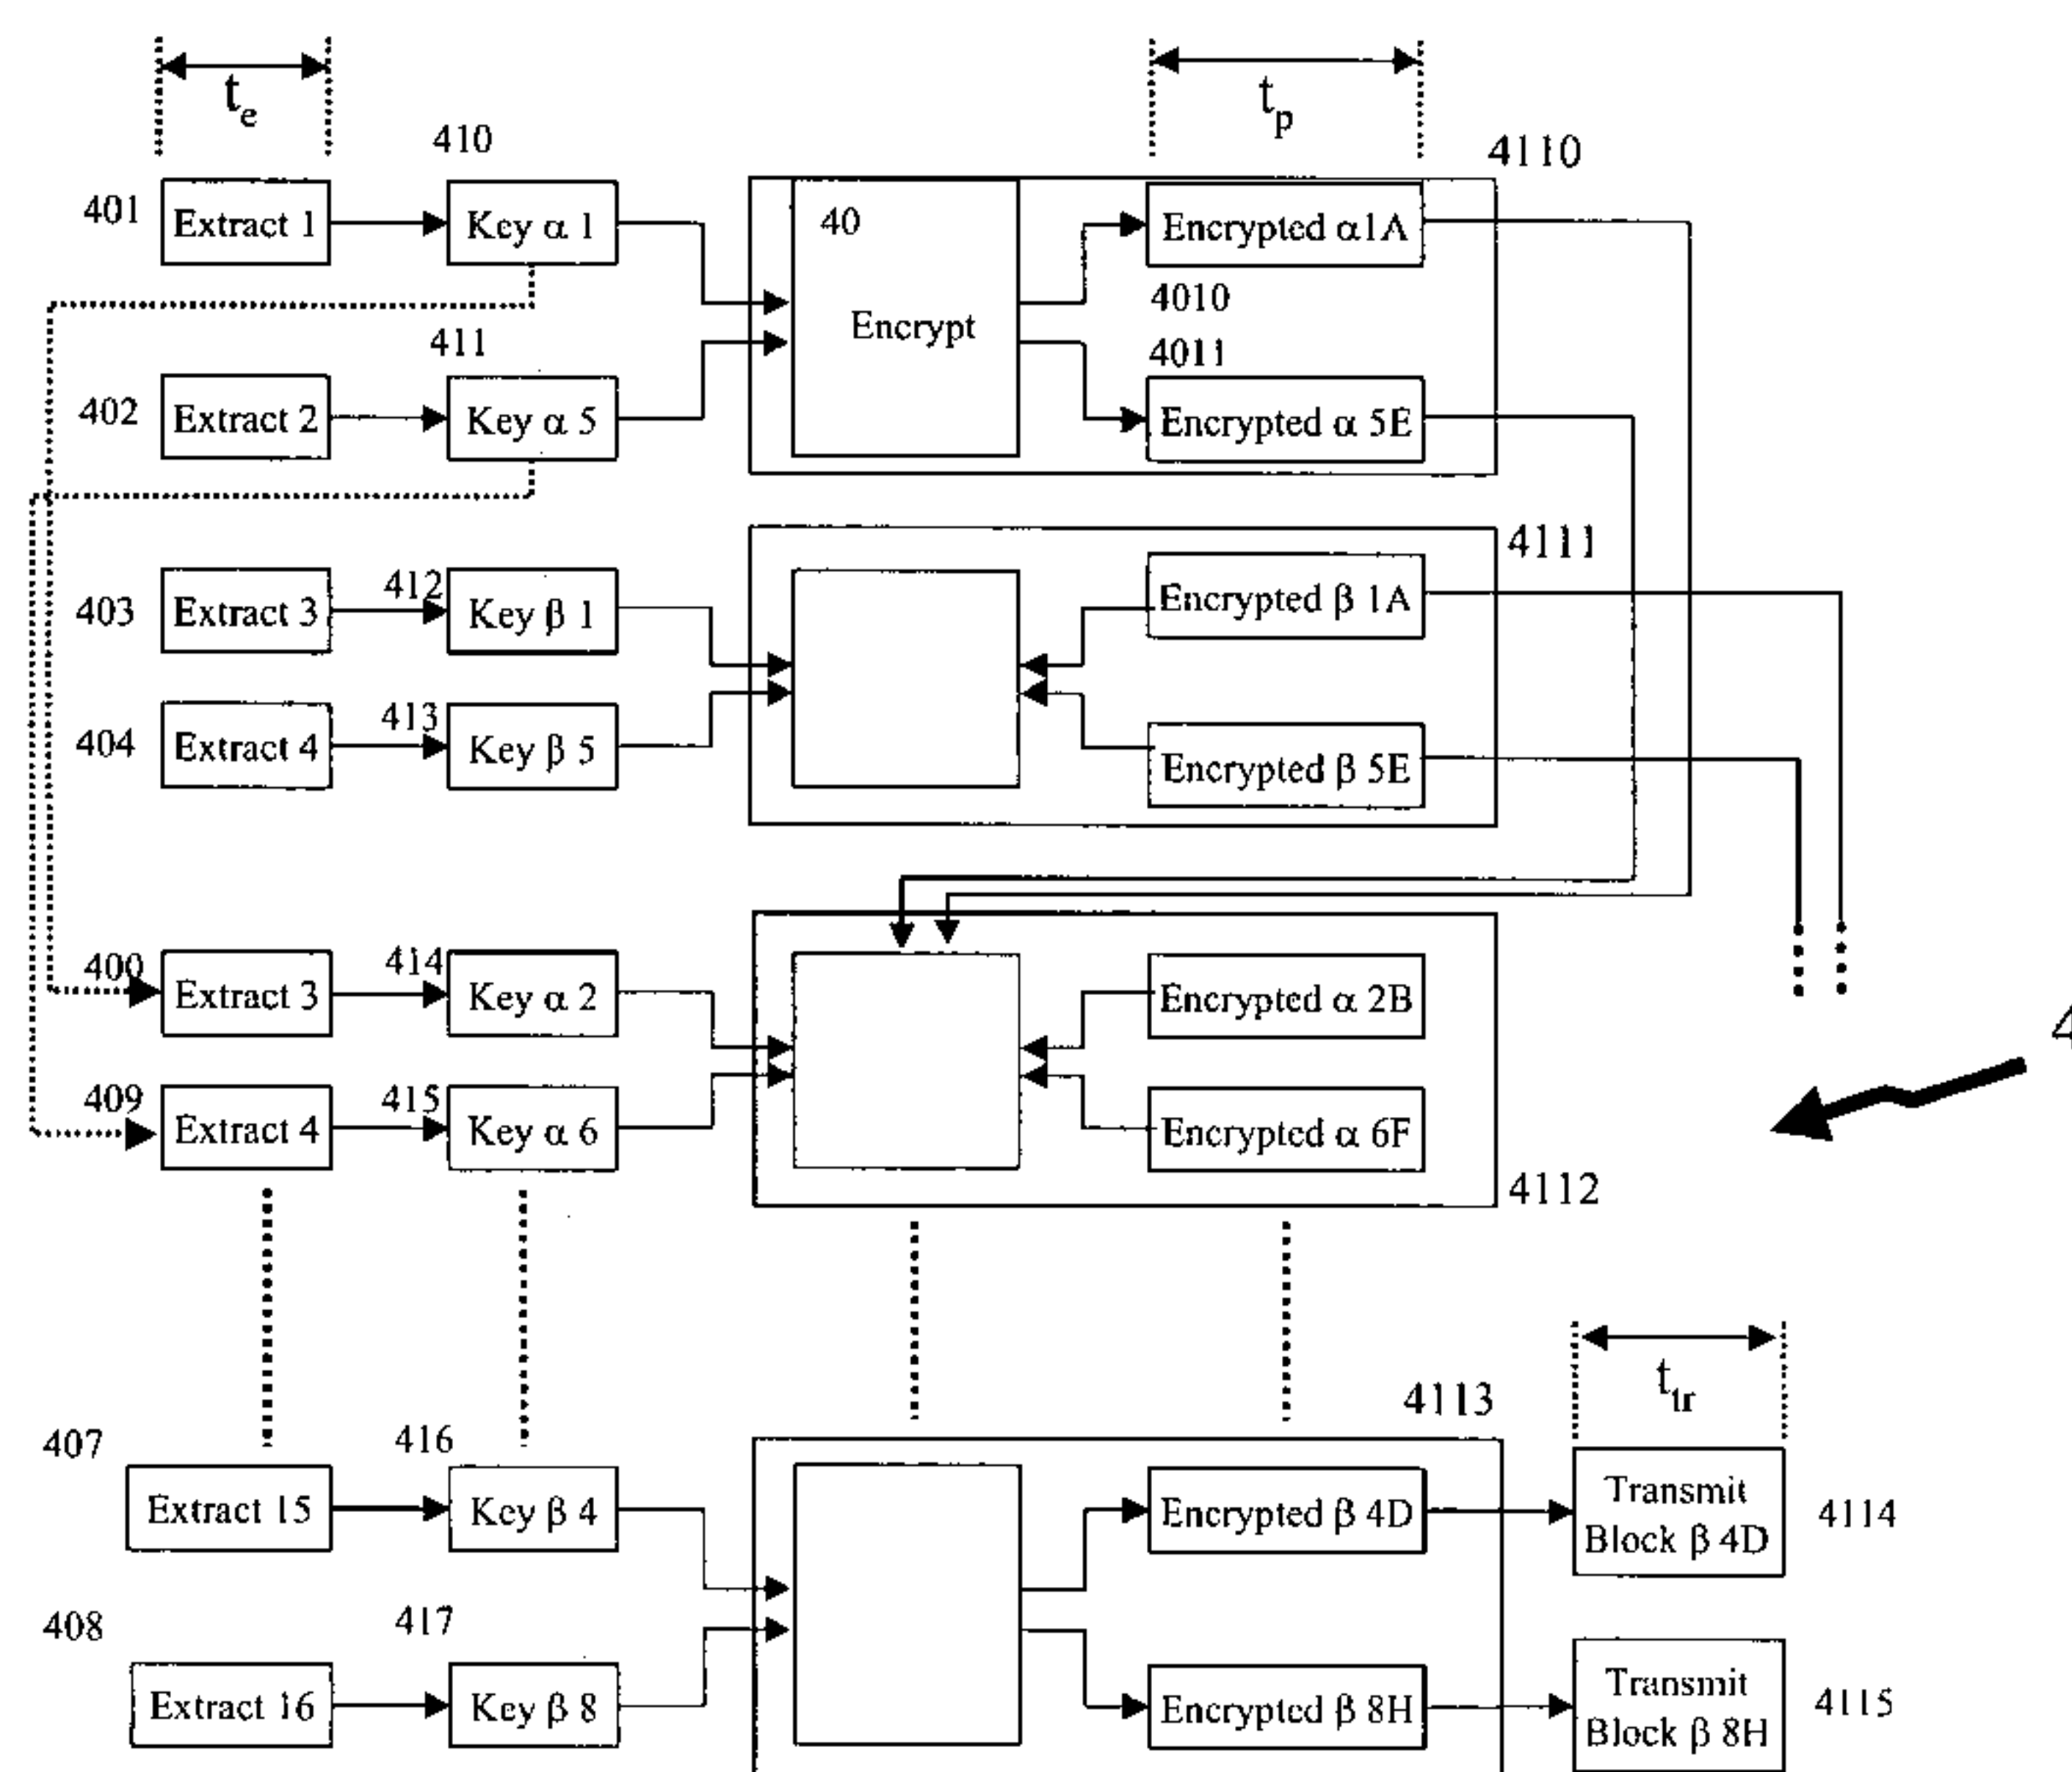 t_e
t_p
410
4110
401
Extract 1
Key α 1
40
Encrypt
Encrypted α1A
4010
411
4011
402
Extract 2
Key α 5
Encrypted α 5E
4111
403
Extract 3
412
Key β 1
Encrypted β 1A
404
Extract 4
413
Key β 5
Encrypted β 5E
400
Extract 3
414
Key α 2
Encrypted α 2B
4
409
Extract 4
415
Key α 6
Encrypted α 6F
4112
t_tr
4113
407
Extract 15
416
Key β 4
Encrypted β 4D
Transmit
Block β 4D
4114
408
Extract 16
417
Key β 8
Encrypted β 8H
Transmit
Block β 8H
4115